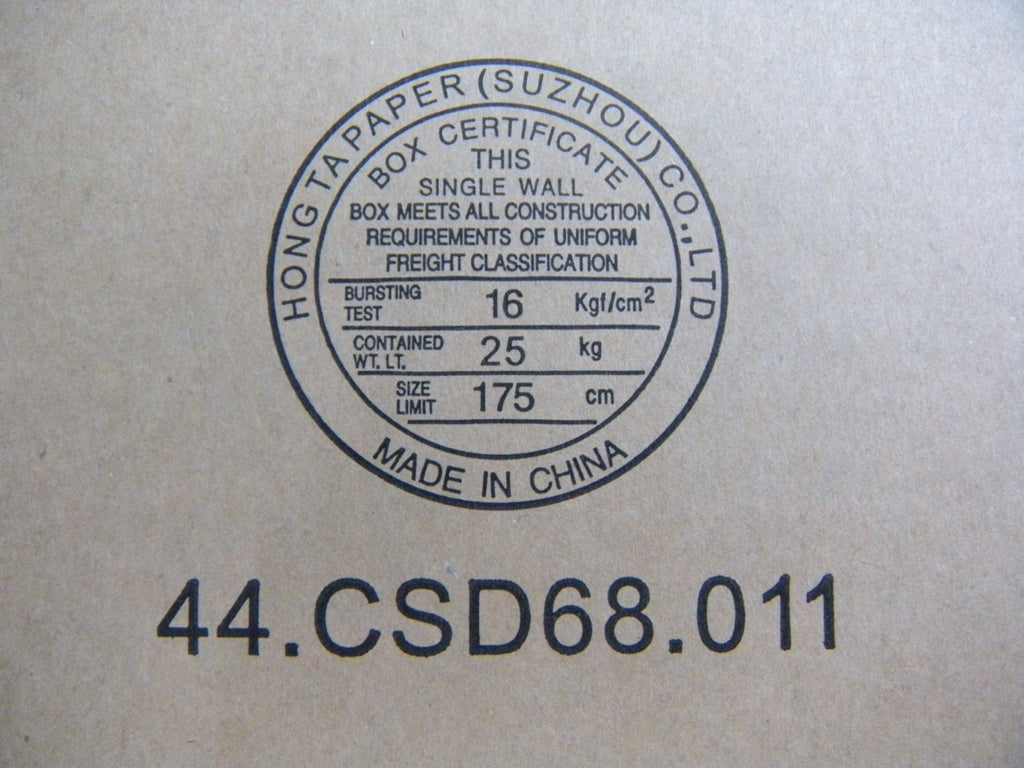 HONG TA PAPER (SUZHOU) CO.,LTD
BOX CERTIFICATE
THIS
SINGLE WALL
BOX MEETS ALL CONSTRUCTION
REQUIREMENTS OF UNIFORM
FREIGHT CLASSIFICATION
BURSTING TEST 16 Kgf/cm²
CONTAINED WT. LT. 25 kg
SIZE LIMIT 175 cm
MADE IN CHINA
44.CSD68.011